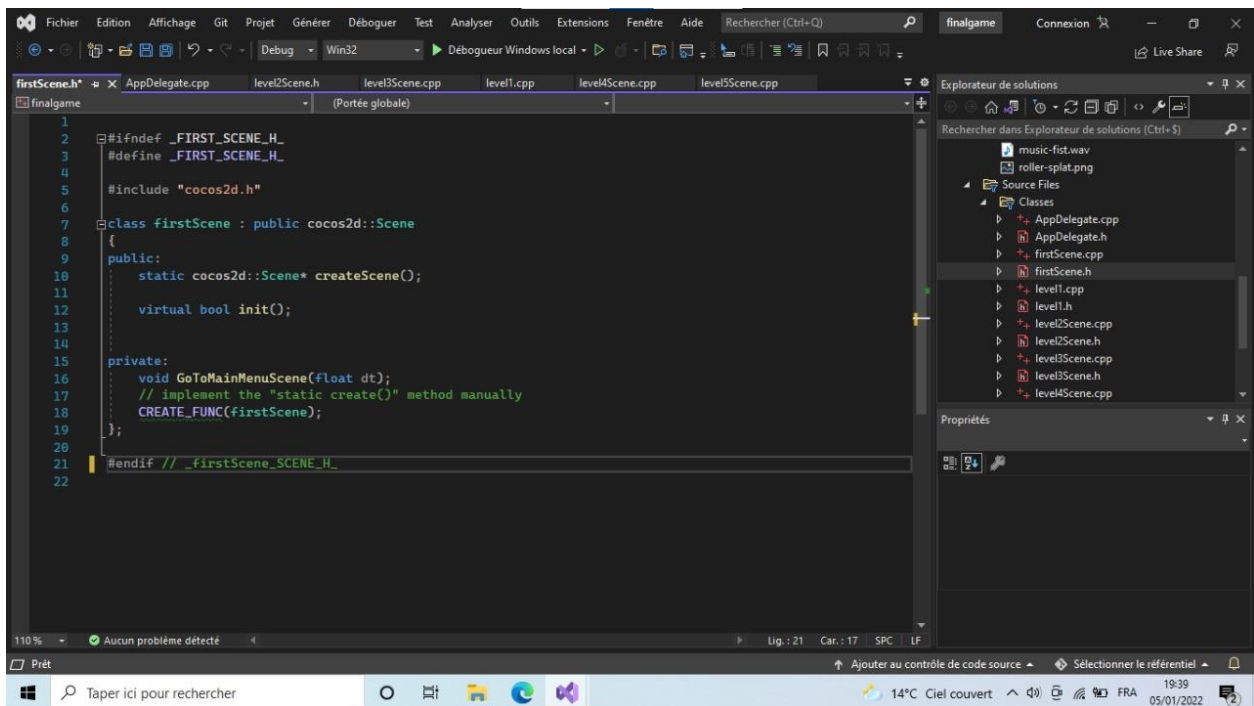 Fichier Edition Affichage Git Projet Générer Déboguer Test Analyser Outils Extensions Fenêtre Aide Rechercher (Ctrl+Q) finalgame Connexion
Debug Win32 Débogueur Windows local Live Share
firstScene.h* AppDelegate.cpp level2Scene.h level3Scene.cpp level1.cpp level4Scene.cpp level5Scene.cpp
finalgame (Portée globale)
1
2 #ifndef _FIRST_SCENE_H_
3 #define _FIRST_SCENE_H_
4
5 #include "cocos2d.h"
6
7 class firstScene : public cocos2d::Scene
8 {
9 public:
10 static cocos2d::Scene* createScene();
11
12 virtual bool init();
13
14
15 private:
16 void GoToMainMenuScene(float dt);
17 // implement the "static create()" method manually
18 CREATE_FUNC(firstScene);
19 };
20
21 #endif // _firstScene_SCENE_H_
22
110 % Aucun problème détecté Lig. : 21 Car. : 17 SPC LF
Explorateur de solutions
Rechercher dans Explorateur de solutions (Ctrl+$)
music-fist.wav
roller-splat.png
Source Files
Classes
AppDelegate.cpp
AppDelegate.h
firstScene.cpp
firstScene.h
level1.cpp
level1.h
level2Scene.cpp
level2Scene.h
level3Scene.cpp
level3Scene.h
level4Scene.cpp
Propriétés
Prêt Ajouter au contrôle de code source Sélectionner le référentiel
Taper ici pour rechercher 14°C Ciel couvert FRA 19:39
05/01/2022
2